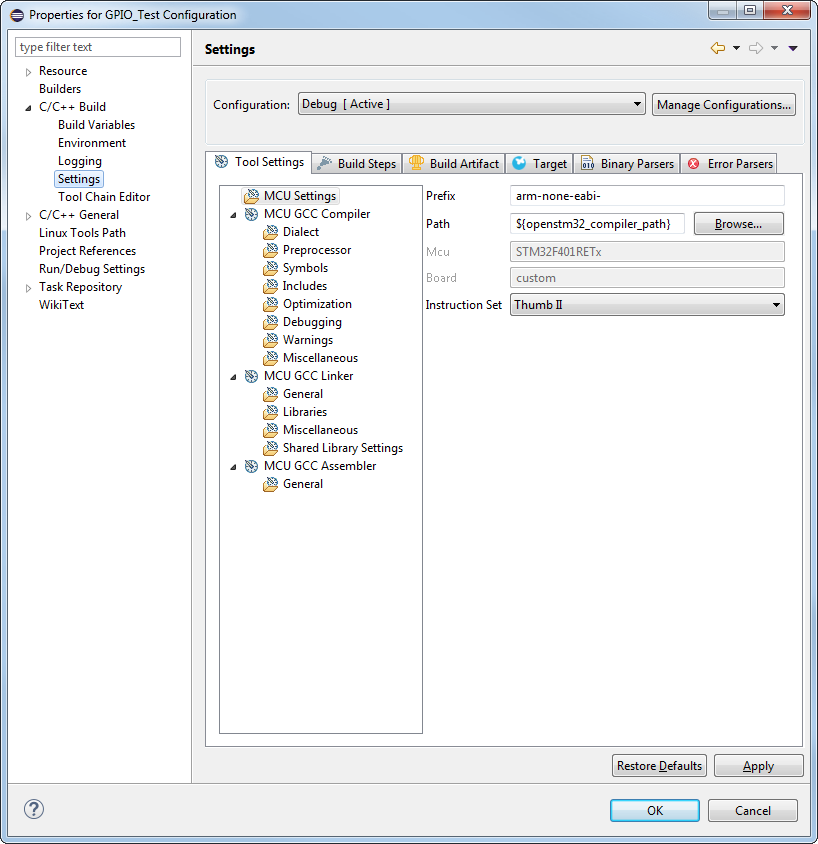 Properties for GPIO_Test Configuration
type filter text
Resource
Builders
C/C++ Build
Build Variables
Environment
Logging
Settings
Tool Chain Editor
C/C++ General
Linux Tools Path
Project References
Run/Debug Settings
Task Repository
WikiText
Settings
Configuration: Debug [ Active ] Manage Configurations...
Tool Settings Build Steps Build Artifact Target Binary Parsers Error Parsers
MCU Settings
MCU GCC Compiler
Dialect
Preprocessor
Symbols
Includes
Optimization
Debugging
Warnings
Miscellaneous
MCU GCC Linker
General
Libraries
Miscellaneous
Shared Library Settings
MCU GCC Assembler
General
Prefix arm-none-eabi-
Path ${openstm32_compiler_path} Browse...
Mcu STM32F401RETx
Board custom
Instruction Set Thumb II
Restore Defaults Apply
? OK Cancel